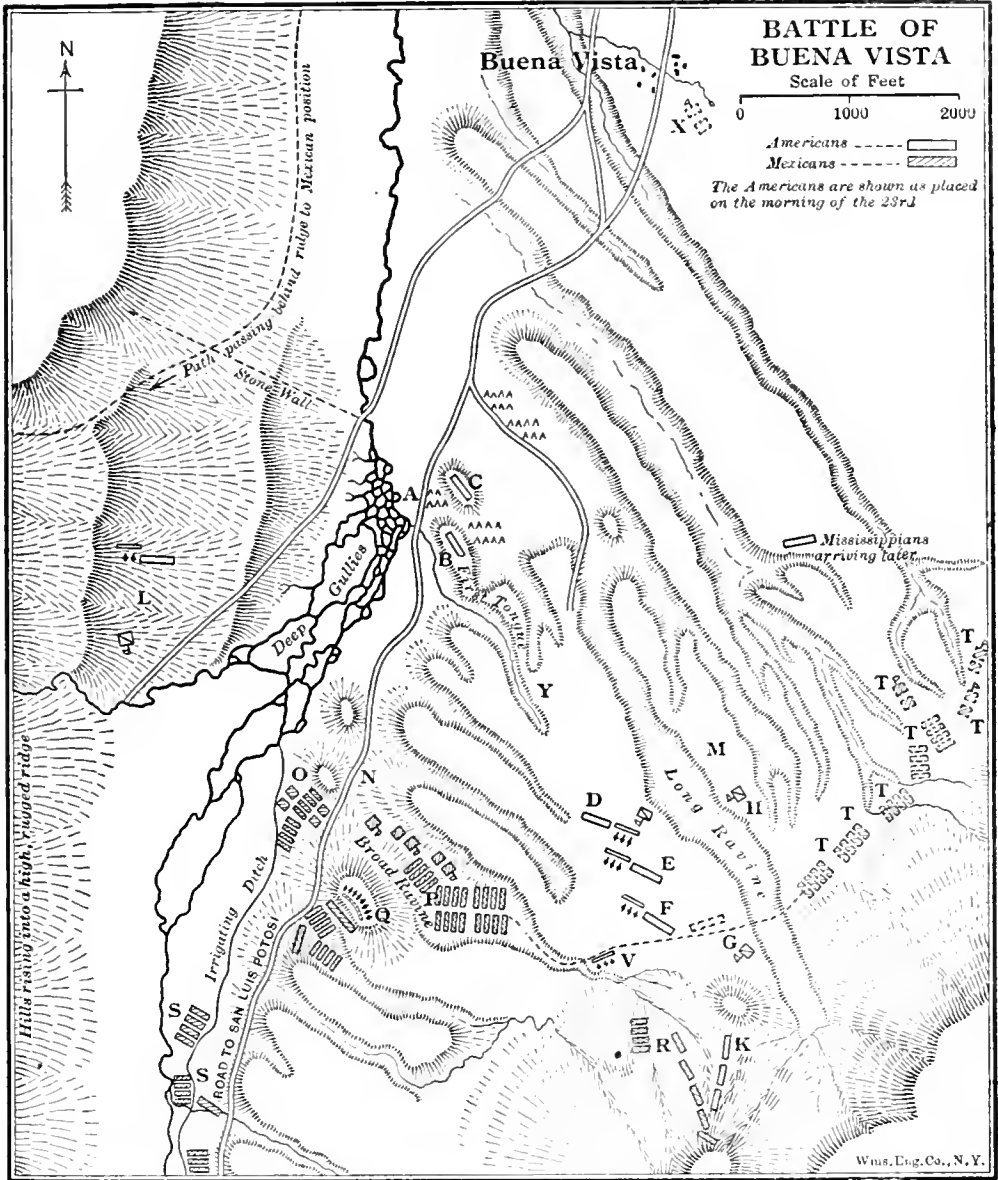 N
BATTLE OF
BUENA VISTA
Scale of Feet
0 1000 2000
Americans
Mexicans
The Americans are shown as placed
on the morning of the 23rd
Buena Vista
X
Path passing behind ridge to Mexican position
Stone Wall
A
C
B
Mississippians
arriving later
L
Deep Gullies
Tongue
Y
T
T
T
T
T
T
T
M
Long Ravine
H
O
N
D
E
F
G
V
Broad Ravine
P
Q
Irrigating Ditch
ROAD TO SAN LUIS POTOSI
Hills rising into a high, rugged ridge
S
S
R
K
Wms. Eng. Co., N.Y.